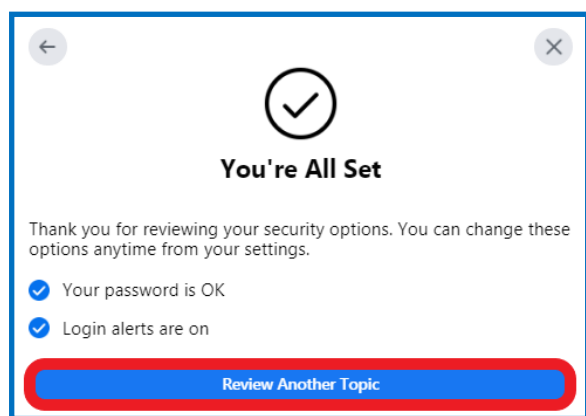 You're All Set
Thank you for reviewing your security options. You can change these
options anytime from your settings.
Your password is OK
Login alerts are on
Review Another Topic